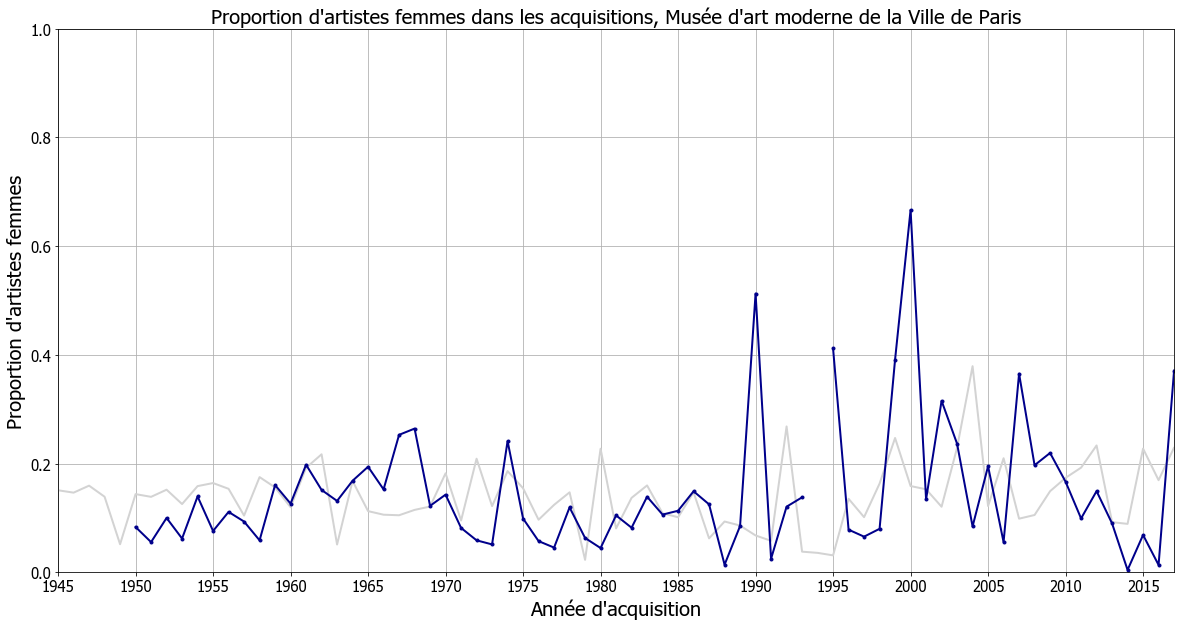 Proportion d'artistes femmes dans les acquisitions, Musée d'art moderne de la Ville de Paris
Proportion d'artistes femmes
1.0
0.8
0.6
0.4
0.2
0.0
1945 1950 1955 1960 1965 1970 1975 1980 1985 1990 1995 2000 2005 2010 2015
Année d'acquisition